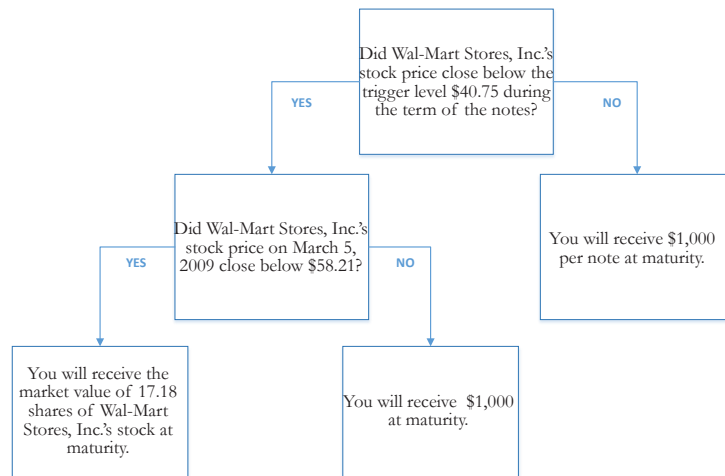 Did Wal-Mart Stores, Inc.'s
stock price close below the
trigger level $40.75 during
the term of the notes?
YES
NO
Did Wal-Mart Stores, Inc.'s
stock price on March 5,
2009 close below $58.21?
You will receive $1,000
per note at maturity.
YES
NO
You will receive the
market value of 17.18
shares of Wal-Mart
Stores, Inc.'s stock at
maturity.
You will receive $1,000
at maturity.